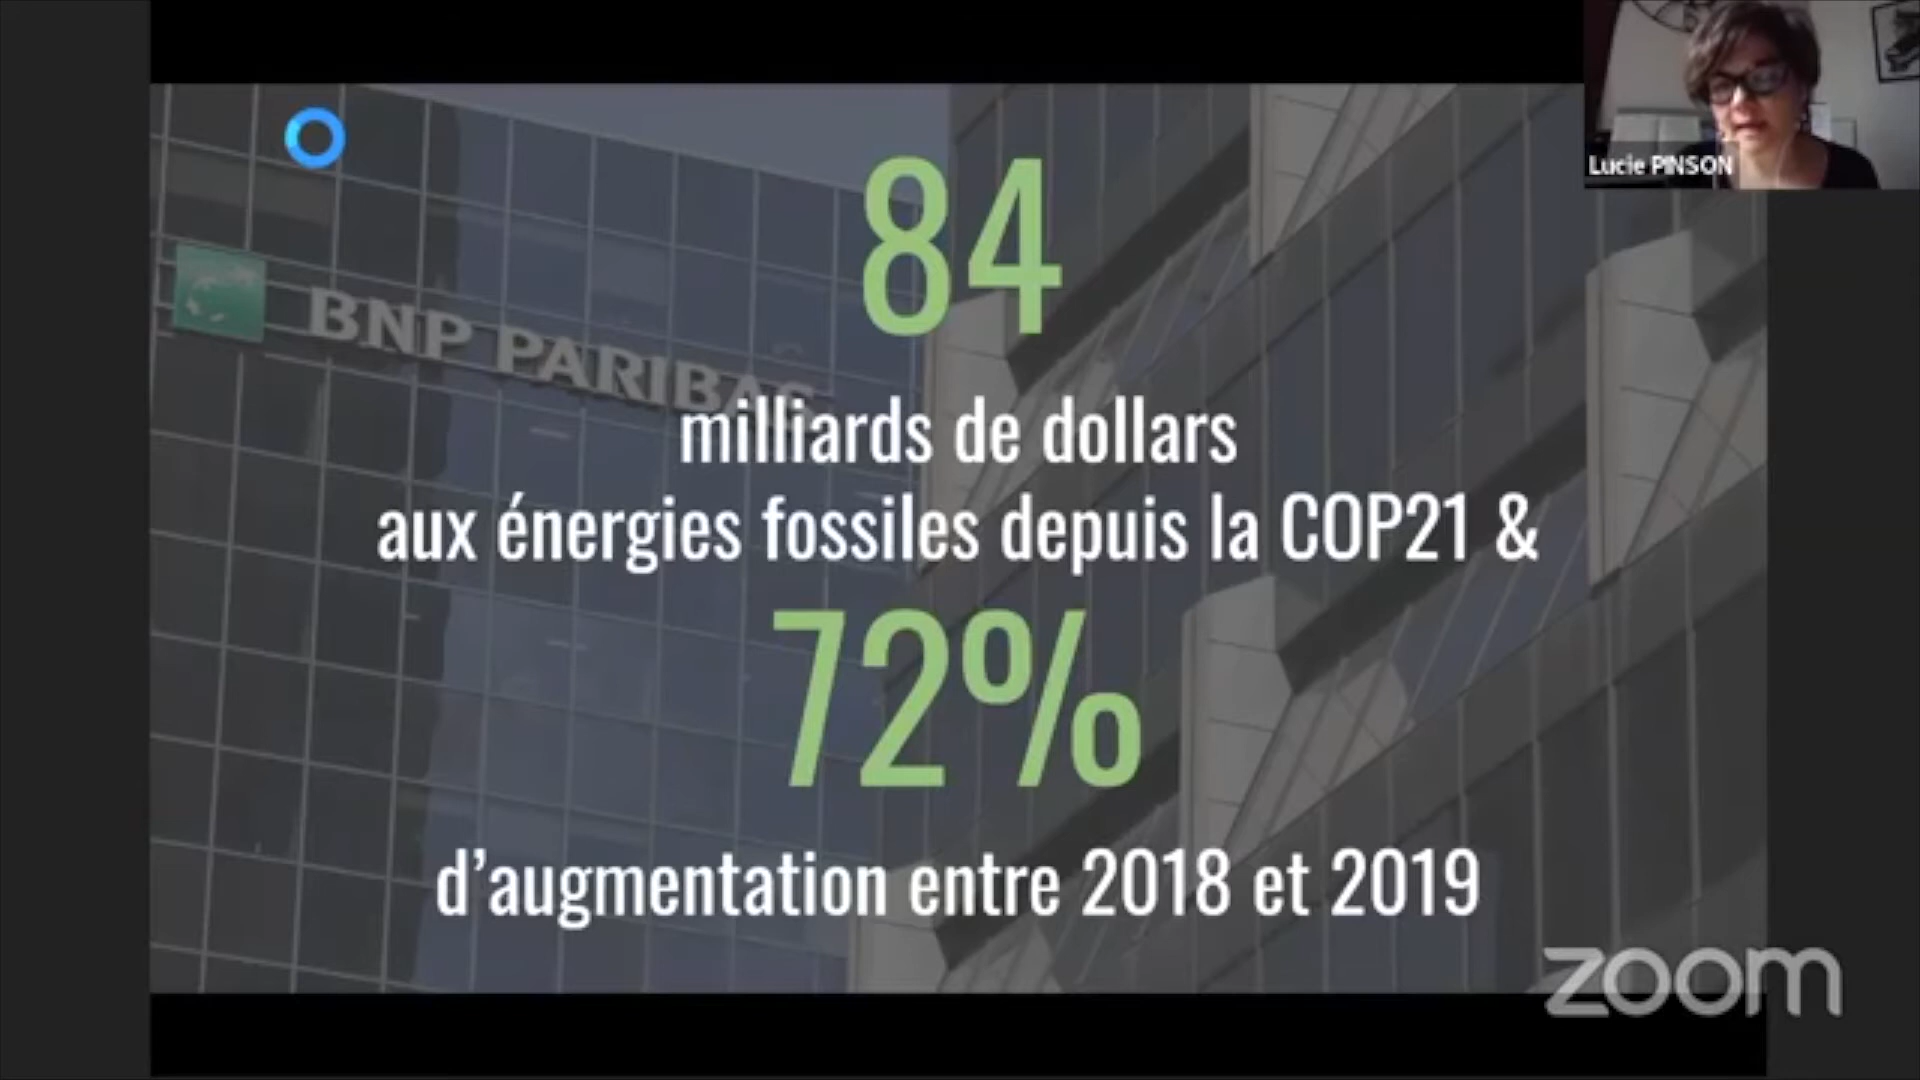 Lucie PINSON
84
BNP PARIBAS
milliards de dollars
aux énergies fossiles depuis la COP21 &
72%
d’augmentation entre 2018 et 2019
zoom